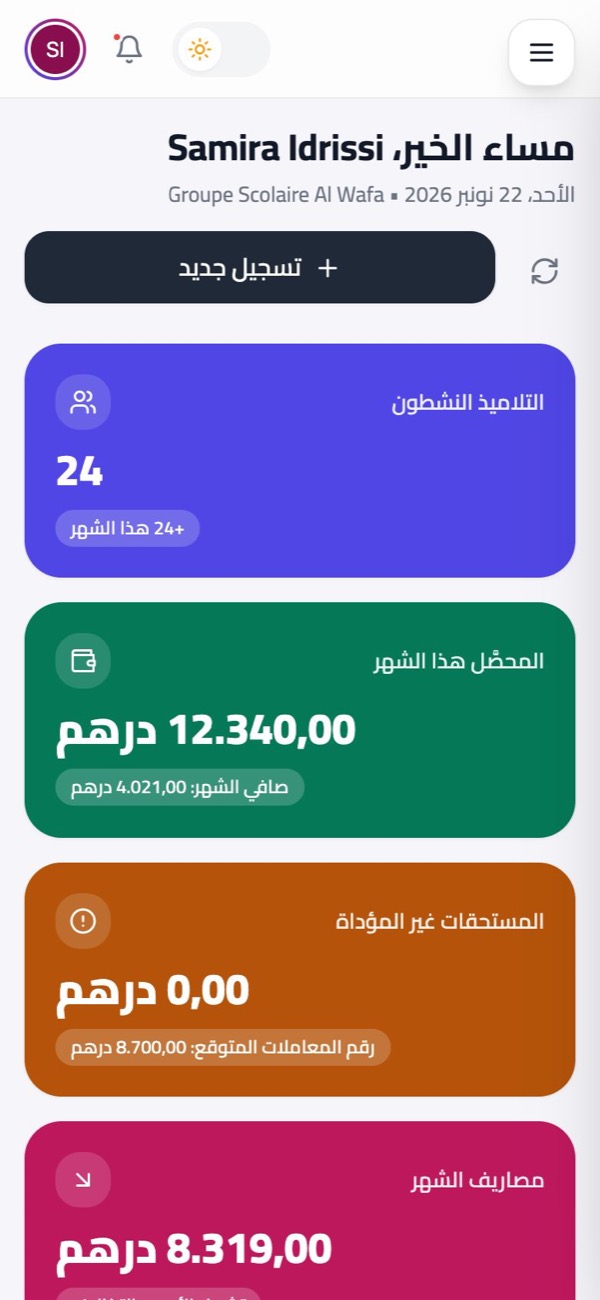 SI
مساء الخير، Samira Idrissi
الأحد، 22 نونبر 2026 ▪ Groupe Scolaire Al Wafa
+ تسجيل جديد
التلاميذ النشطون
24
+24 هذا الشهر
المحصَّل هذا الشهر
12.340,00 درهم
صافي الشهر: 4.021,00 درهم
المستحقات غير المؤداة
0,00 درهم
رقم المعاملات المتوقع: 8.700,00 درهم
مصاريف الشهر
8.319,00 درهم